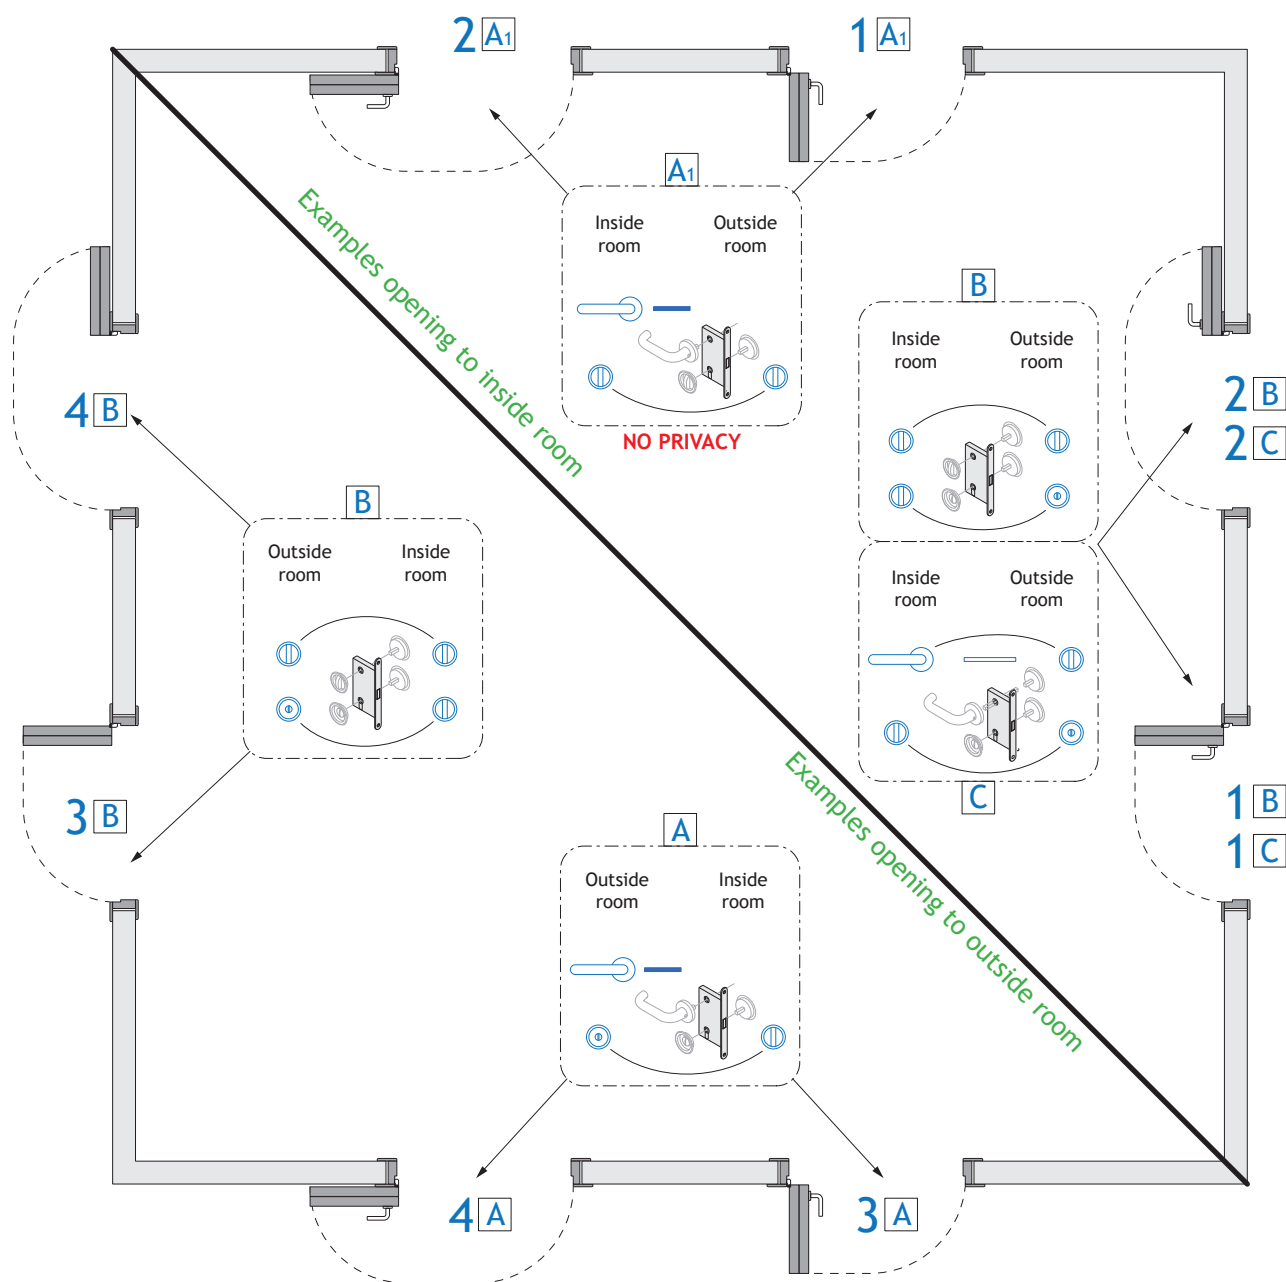 2 A1
1 A1
A1
Inside room
Outside room
NO PRIVACY
Examples opening to inside room
B
Inside room
Outside room
2 B
2 C
4 B
B
Outside room
Inside room
Inside room
Outside room
C
3 B
1 B
1 C
A
Outside room
Inside room
Examples opening to outside room
4 A
3 A